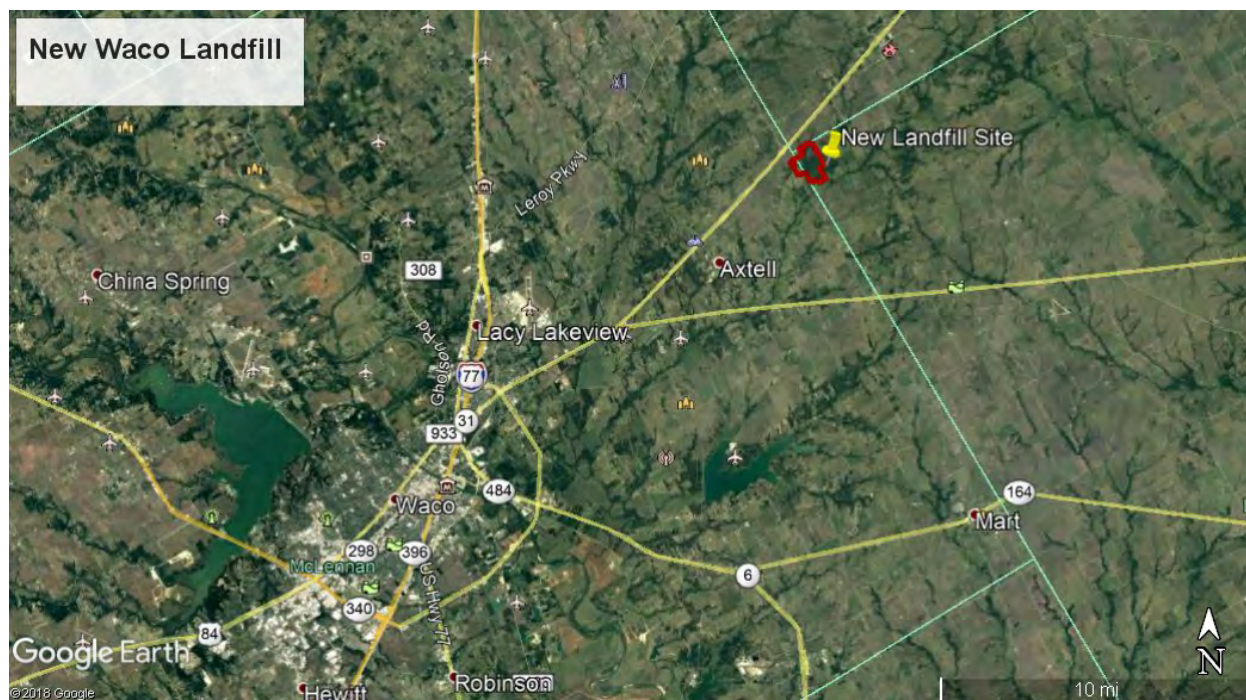 New Waco Landfill
New Landfill Site
Leroy Pkwy
Axtell
308
China Spring
Lacy Lakeview
Gholson Rd
77
31
933
484
Waco
164
Mart
298
396
McLennan
6
340
US Hwy 77
84
Google Earth
N
Robinson
Hewitt
10 mi
©2018 Google